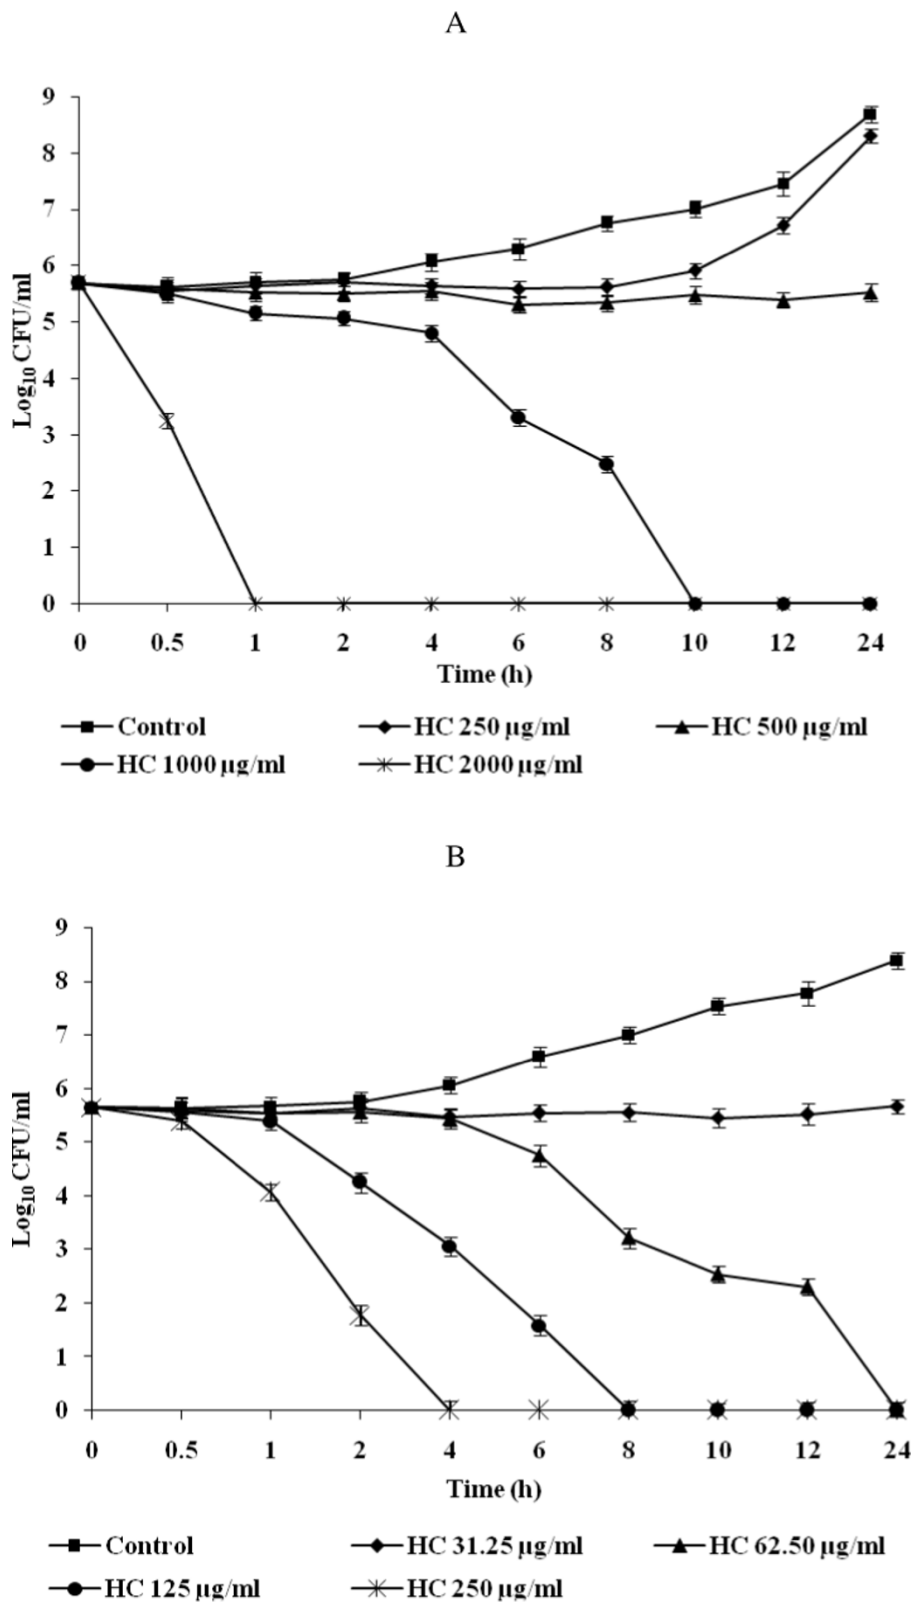 A
9
8
7
6
5
4
3
2
1
0
Log10 CFU/ml
0 0.5 1 2 4 6 8 10 12 24
Time (h)
Control HC 250 µg/ml HC 500 µg/ml
HC 1000 µg/ml HC 2000 µg/ml
B
9
8
7
6
5
4
3
2
1
0
Log10 CFU/ml
0 0.5 1 2 4 6 8 10 12 24
Time (h)
Control HC 31.25 µg/ml HC 62.50 µg/ml
HC 125 µg/ml HC 250 µg/ml